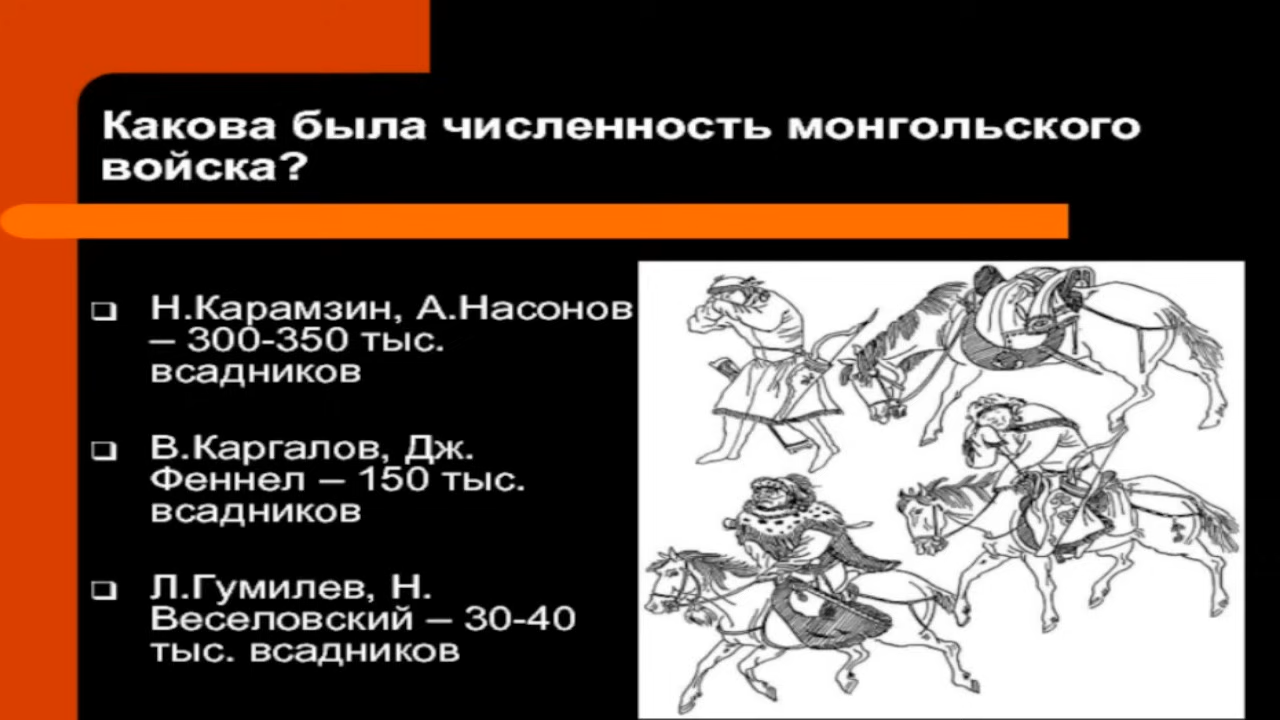 Какова была численность монгольского
войска?
Н.Карамзин, А.Насонов
– 300-350 тыс.
всадников
В.Каргалов, Дж.
Феннел – 150 тыс.
всадников
Л.Гумилев, Н.
Веселовский – 30-40
тыс. всадников